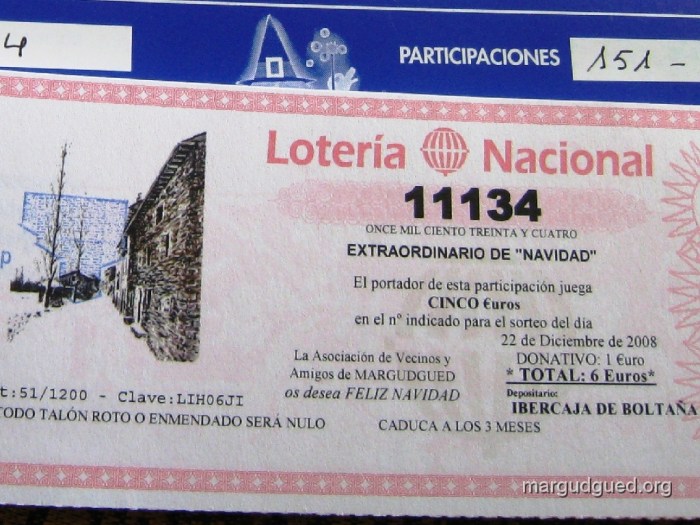 4
PARTICIPACIONES 151-
Lotería Nacional
11134
ONCE MIL CIENTO TREINTA Y CUATRO
EXTRAORDINARIO DE "NAVIDAD"
El portador de esta participación juega
CINCO €uros
en el nº indicado para el sorteo del día
22 de Diciembre de 2008
DONATIVO: 1 €uro
* TOTAL: 6 Euros*
Depositario:
IBERCAJA DE BOLTAÑA
La Asociación de Vecinos y
Amigos de MARGUDGUED
os desea FELIZ NAVIDAD
p
t:51/1200 - Clave:LIH06JI
TODO TALÓN ROTO O ENMENDADO SERÁ NULO
CADUCA A LOS 3 MESES
margudgued.org